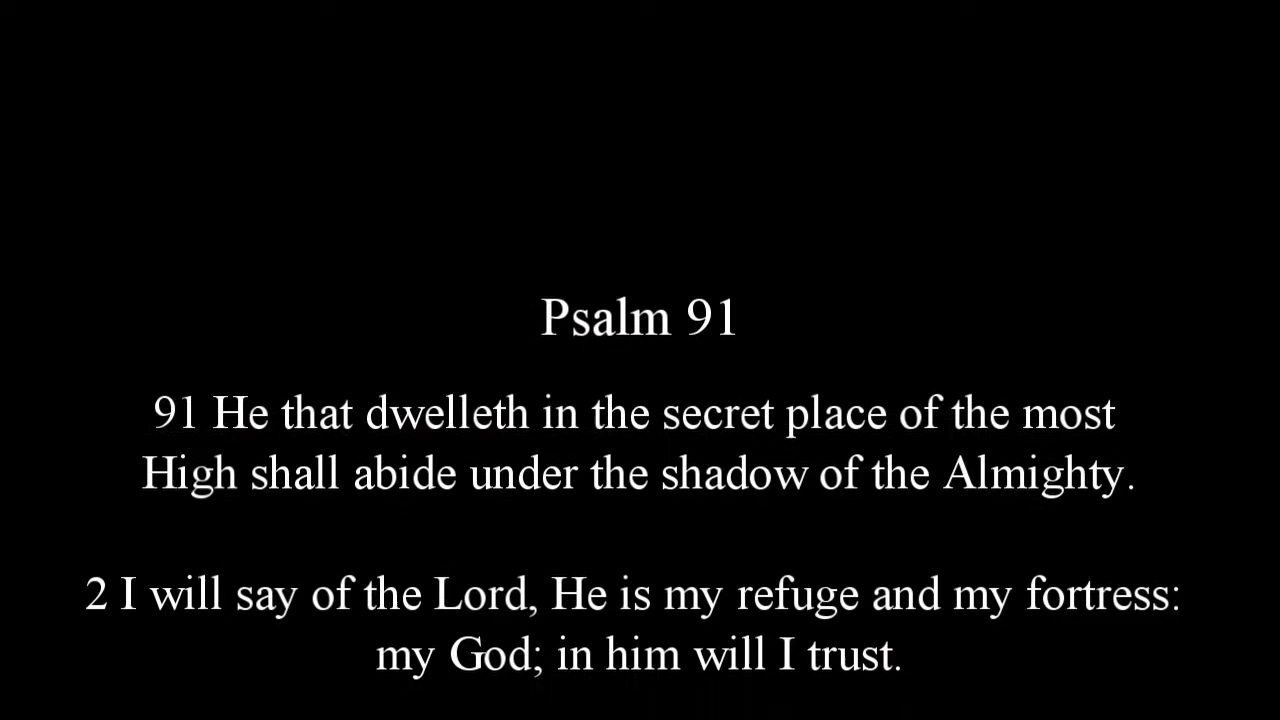 Psalm 91
91 He that dwelleth in the secret place of the most
High shall abide under the shadow of the Almighty.
2 I will say of the Lord, He is my refuge and my fortress:
my God; in him will I trust.